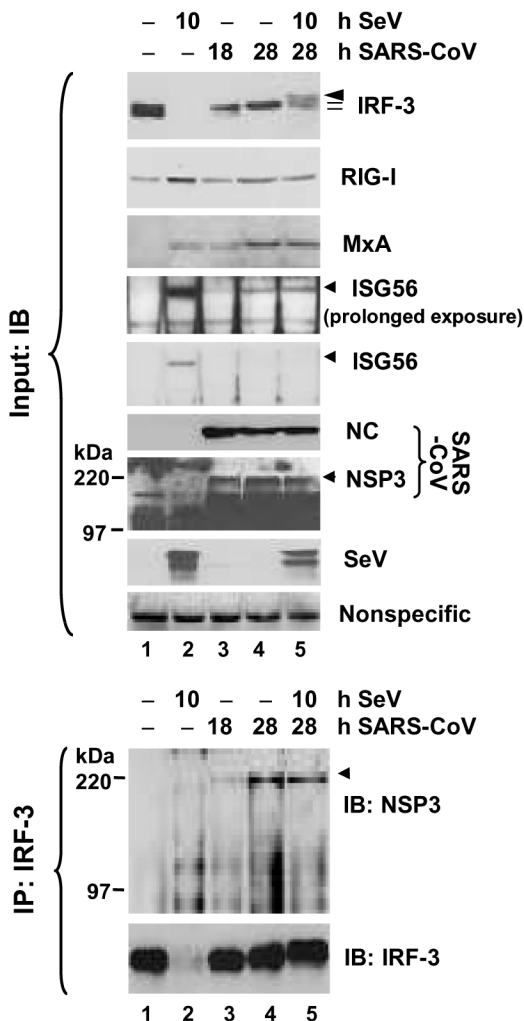 – 10 – – 10 h SeV
– – 18 28 28 h SARS-CoV
Input: IB
IRF-3
RIG-I
MxA
ISG56
(prolonged exposure)
ISG56
NC
kDa
220
NSP3
SARS
-CoV
97
SeV
Nonspecific
1 2 3 4 5
– 10 – – 10 h SeV
– – 18 28 28 h SARS-CoV
IP: IRF-3
kDa
220
IB: NSP3
97
IB: IRF-3
1 2 3 4 5